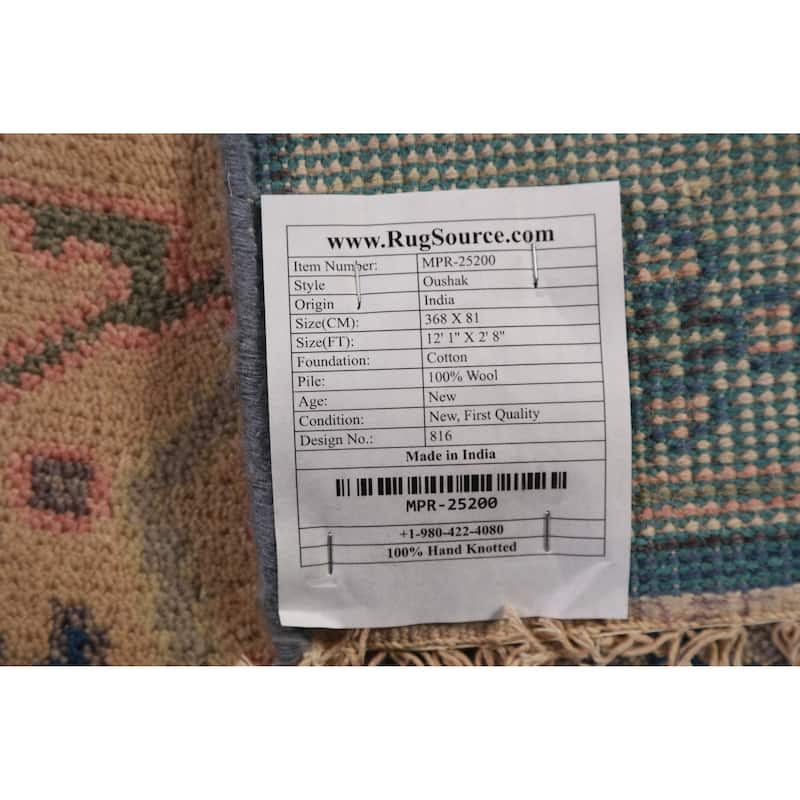 www.RugSource.com
Item Number: MPR-25200
Style Oushak
Origin India
Size(CM): 368 X 81
Size(FT): 12' 1" X 2' 8"
Foundation: Cotton
Pile: 100% Wool
Age: New
Condition: New, First Quality
Design No.: 816
Made in India
MPR-25200
+1-980-422-4080
100% Hand Knotted